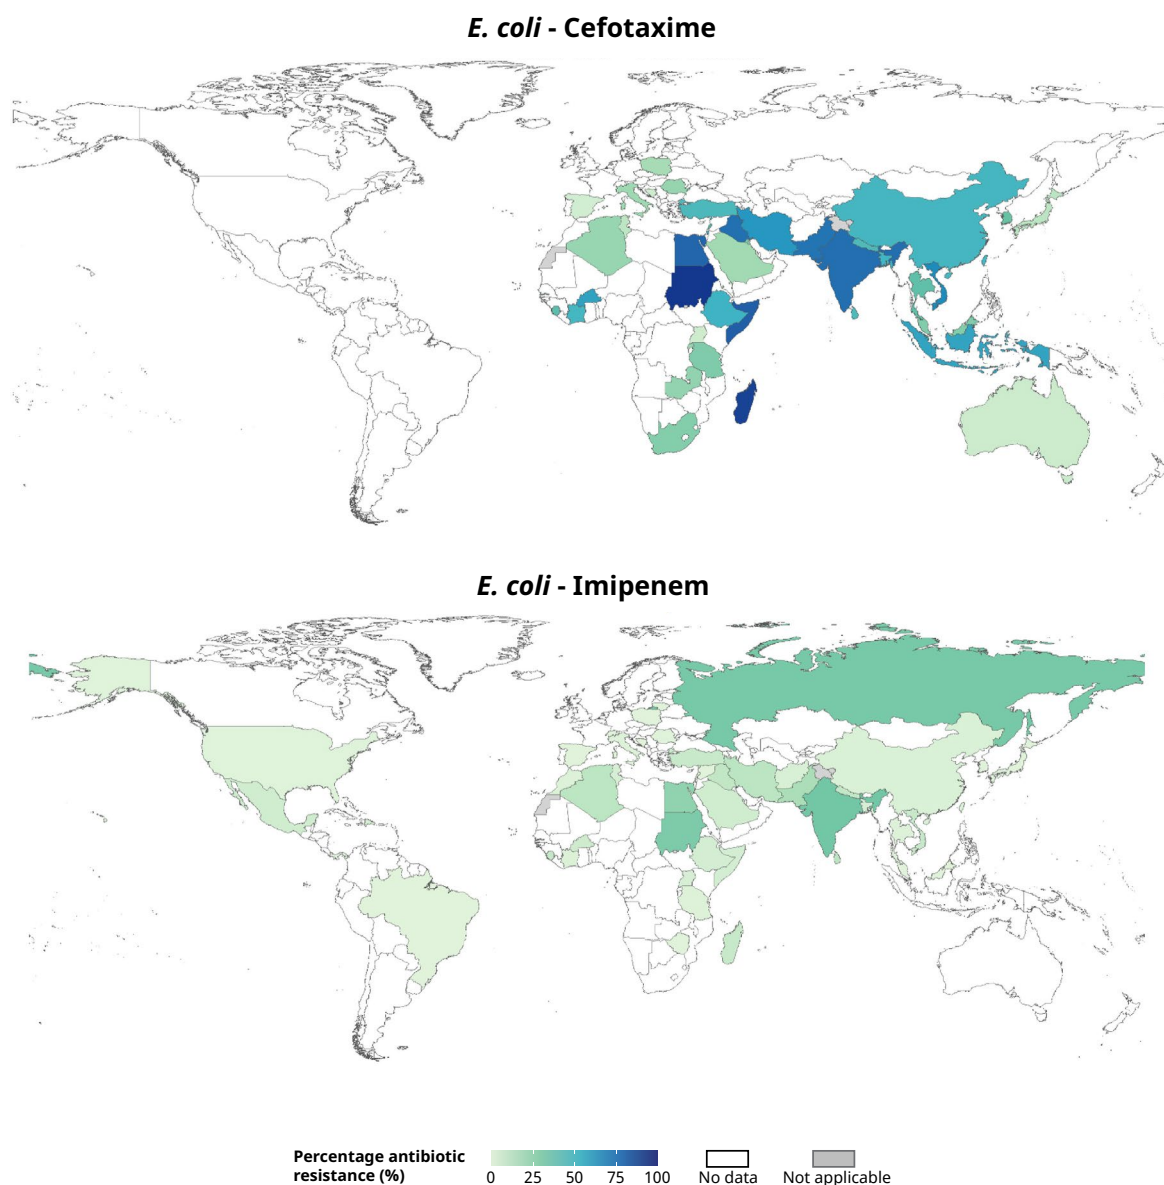 E. coli - Cefotaxime
E. coli - Imipenem
Percentage antibiotic
resistance (%)
0 25 50 75 100
No data
Not applicable